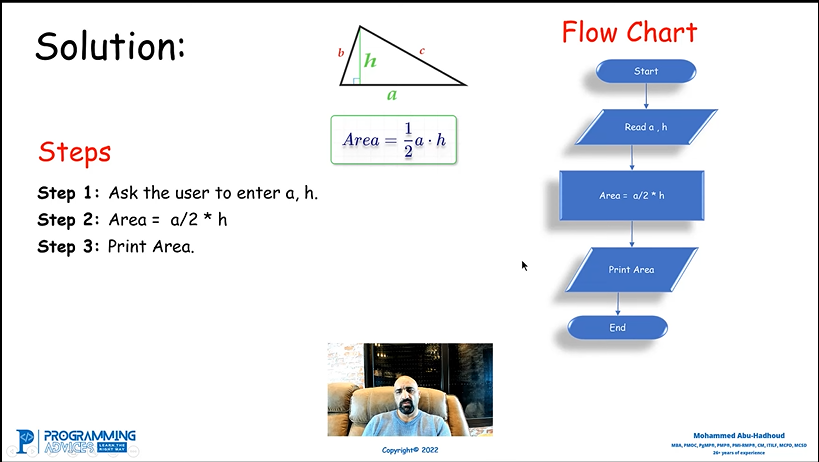 Solution:
b
h
c
a
Area = 1/2 a · h
Steps
Step 1: Ask the user to enter a, h.
Step 2: Area = a/2 * h
Step 3: Print Area.
Flow Chart
Start
Read a , h
Area = a/2 * h
Print Area
End
PROGRAMMING
ADVICES LEARN THE
RIGHT WAY
Copyright© 2022
Mohammed Abu-Hadhoud
MBA, PMOC, PgMP®, PMP®, PMI-RMP®, CM, ITILF, MCPD, MCSD
26+ years of experience